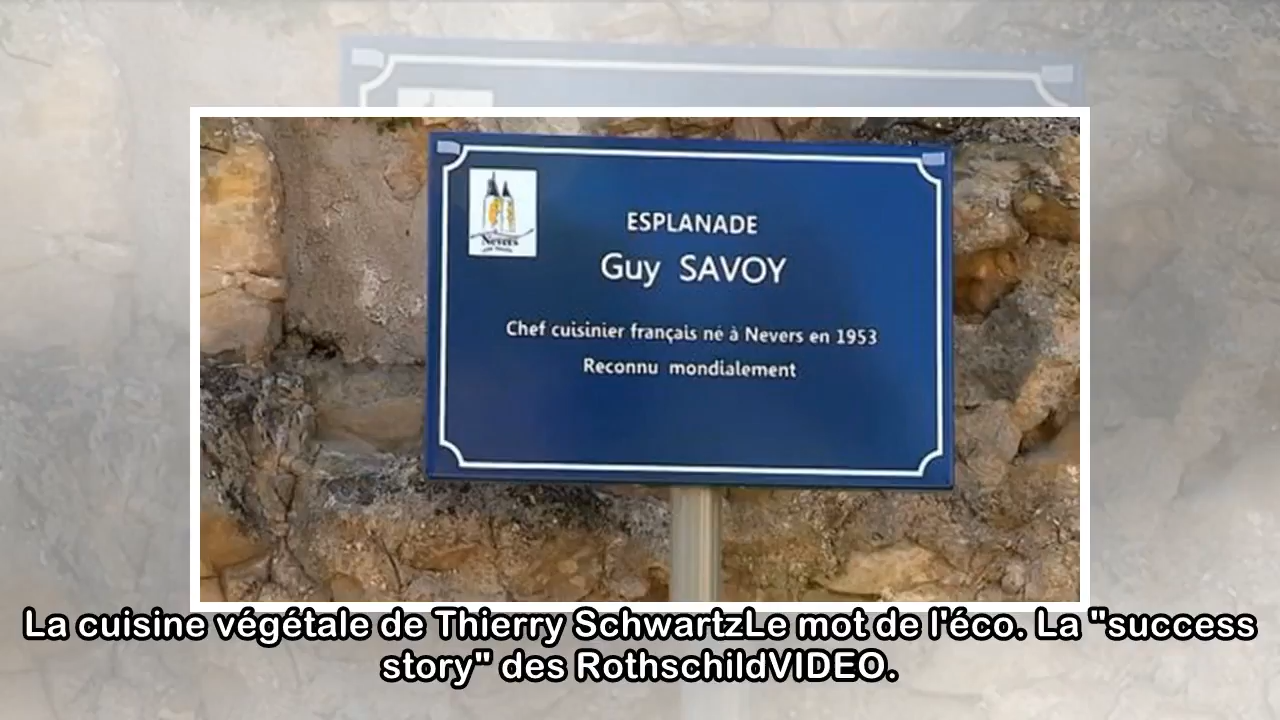 Nevers
ESPLANADE
Guy SAVOY
Chef cuisinier français né à Nevers en 1953
Reconnu mondialement
La cuisine végétale de Thierry SchwartzLe mot de l'éco. La "success
story" des RothschildVIDEO.